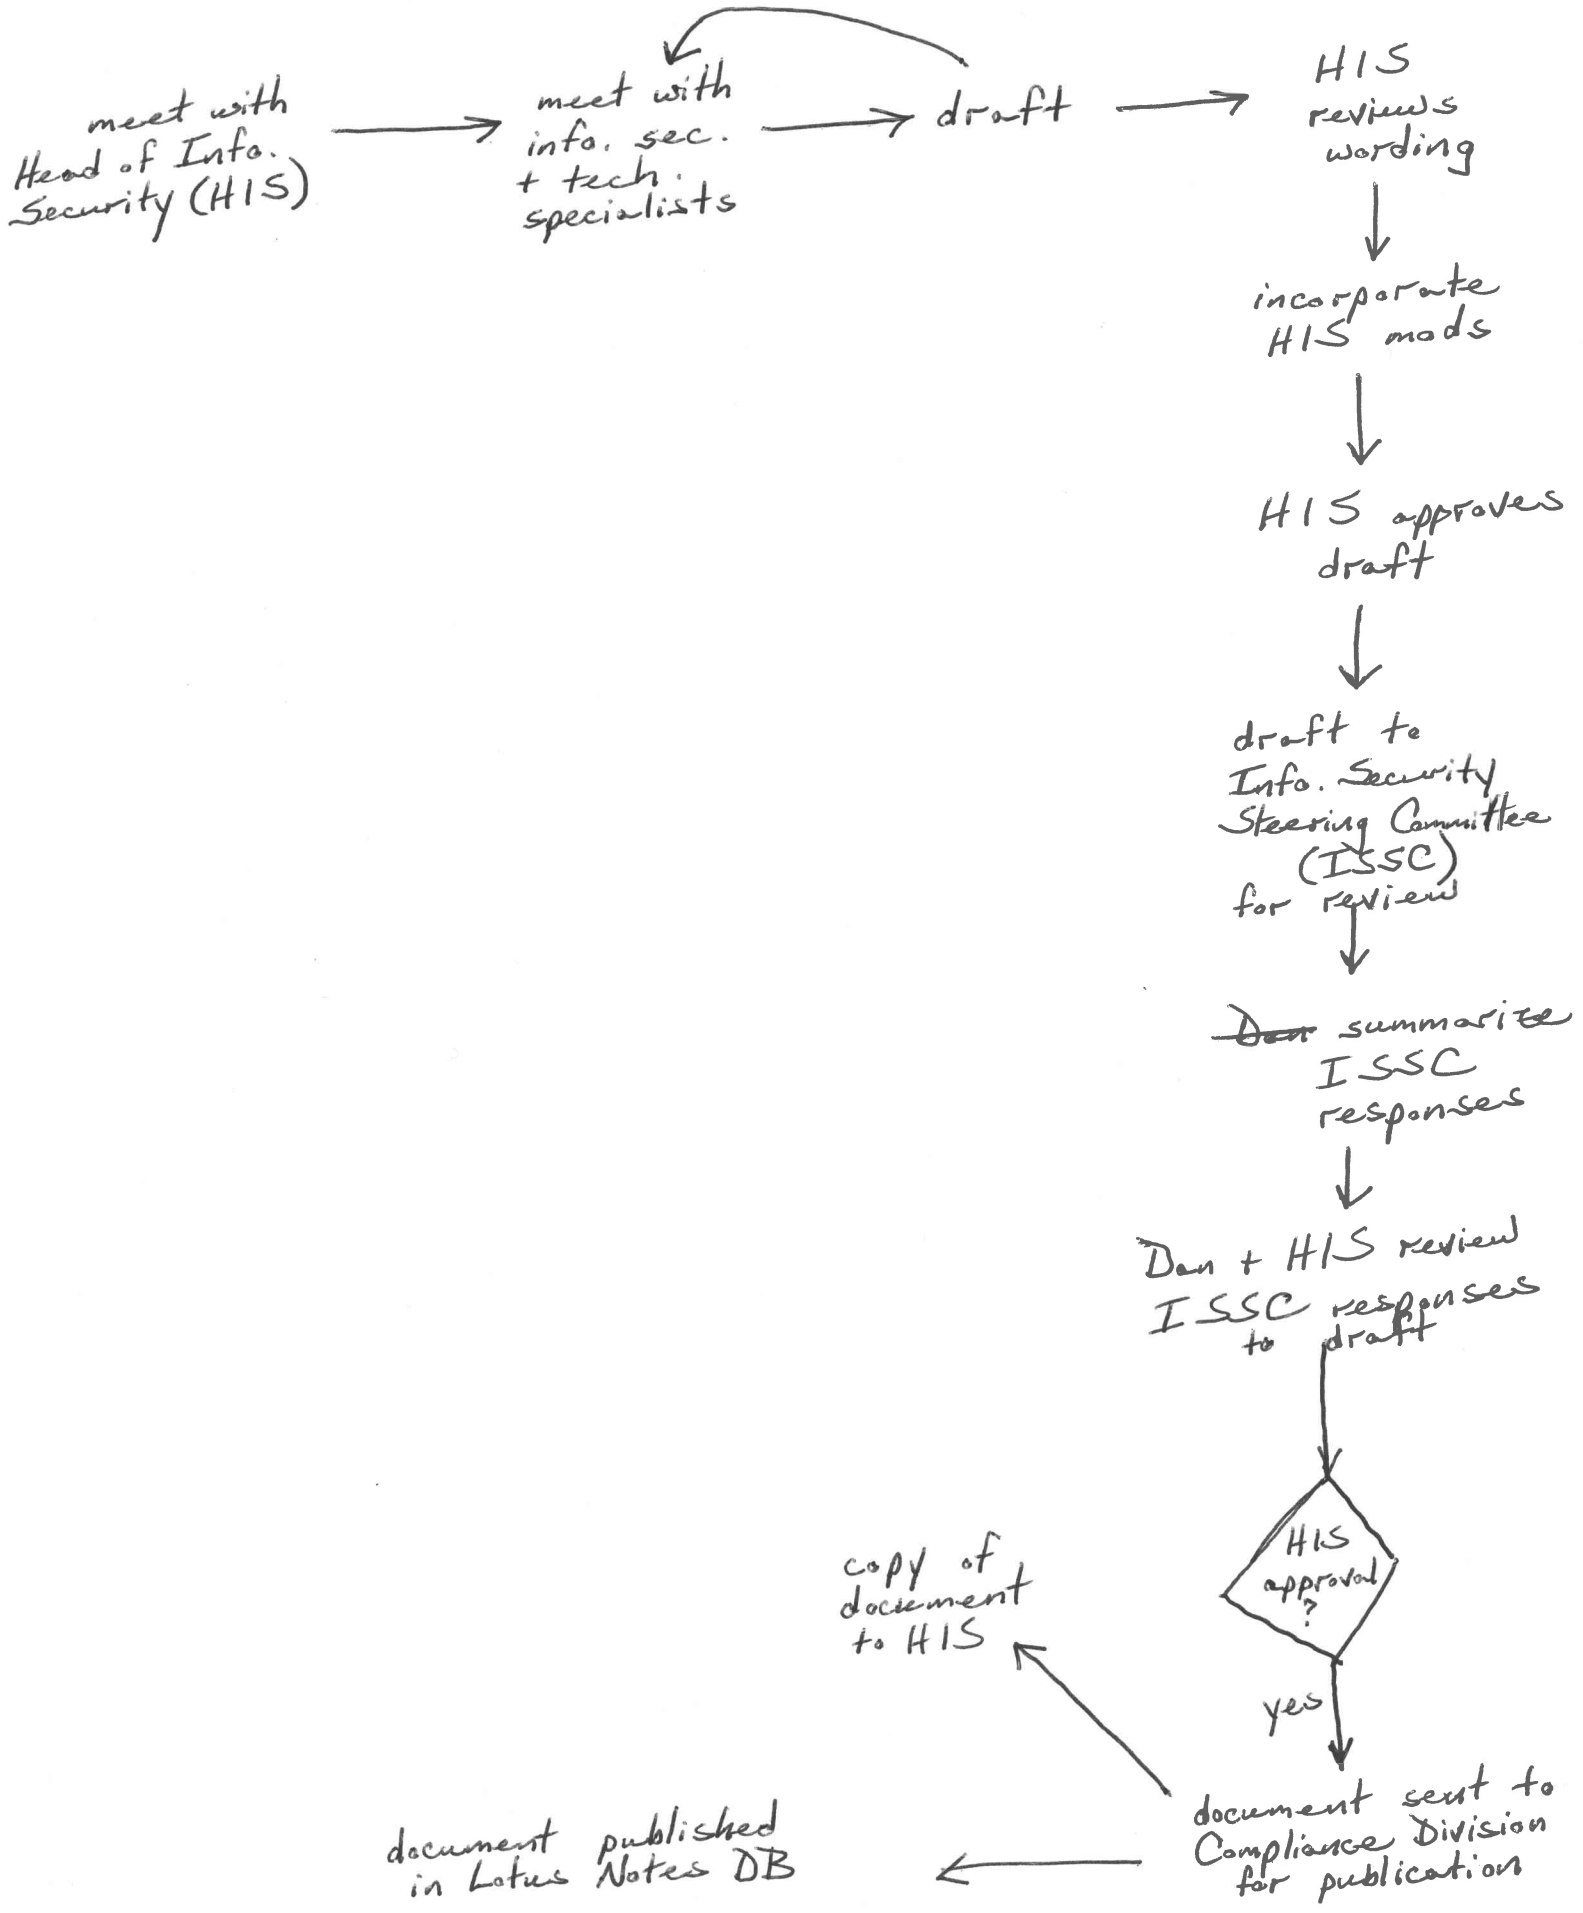 meet with
Head of Info.
Security (HIS)
meet with
info. sec.
+ tech.
specialists
draft
HIS
reviews
wording
incorporate
HIS mods
HIS approves
draft
draft to
Info. Security
Steering Committee
(ISSC)
for review
Dan summarize
ISSC
responses
Dan + HIS review
ISSC responses
to draft
HIS
approval
?
yes
document sent to
Compliance Division
for publication
copy of
document
to HIS
document published
in Lotus Notes DB